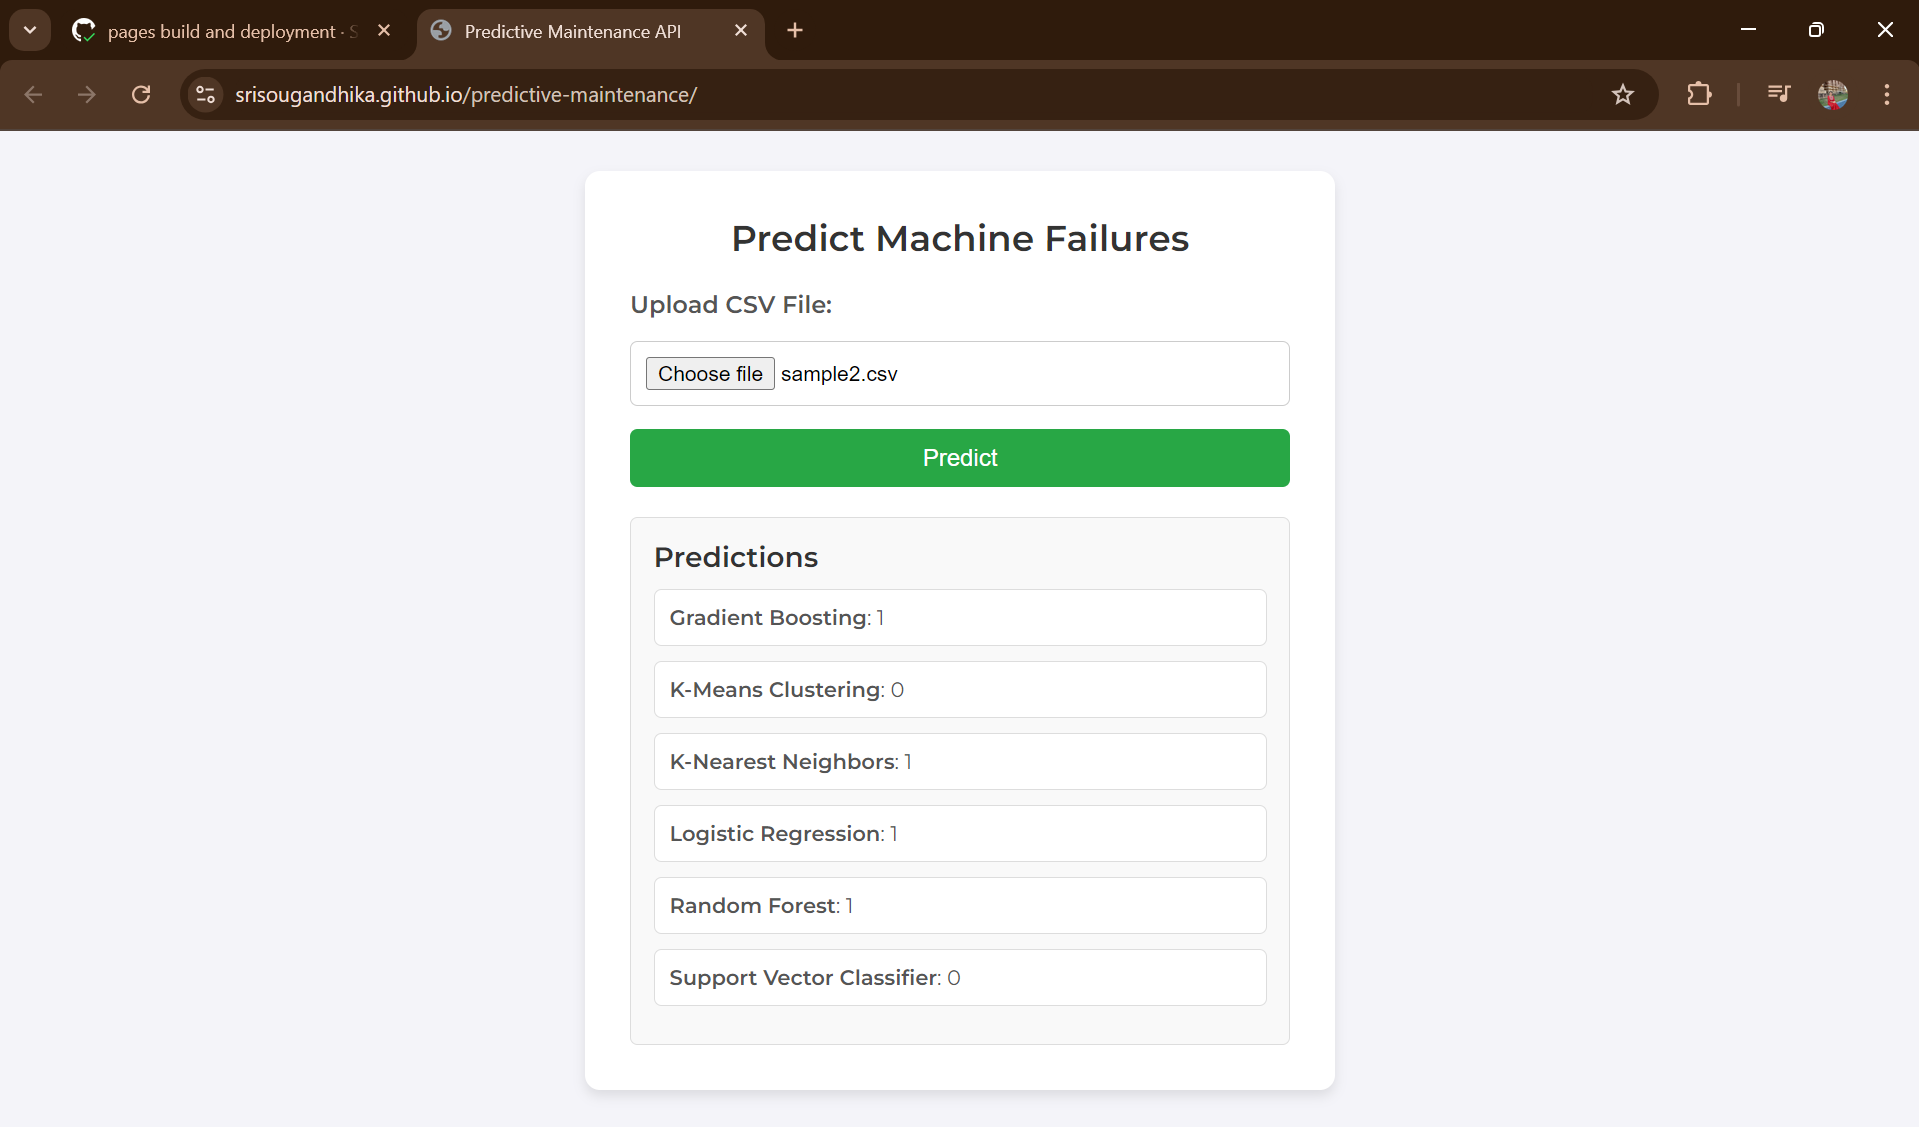 pages build and deployment · S
Predictive Maintenance API
srisougandhika.github.io/predictive-maintenance/
Predict Machine Failures
Upload CSV File:
Choose file sample2.csv
Predict
Predictions
Gradient Boosting: 1
K-Means Clustering: 0
K-Nearest Neighbors: 1
Logistic Regression: 1
Random Forest: 1
Support Vector Classifier: 0